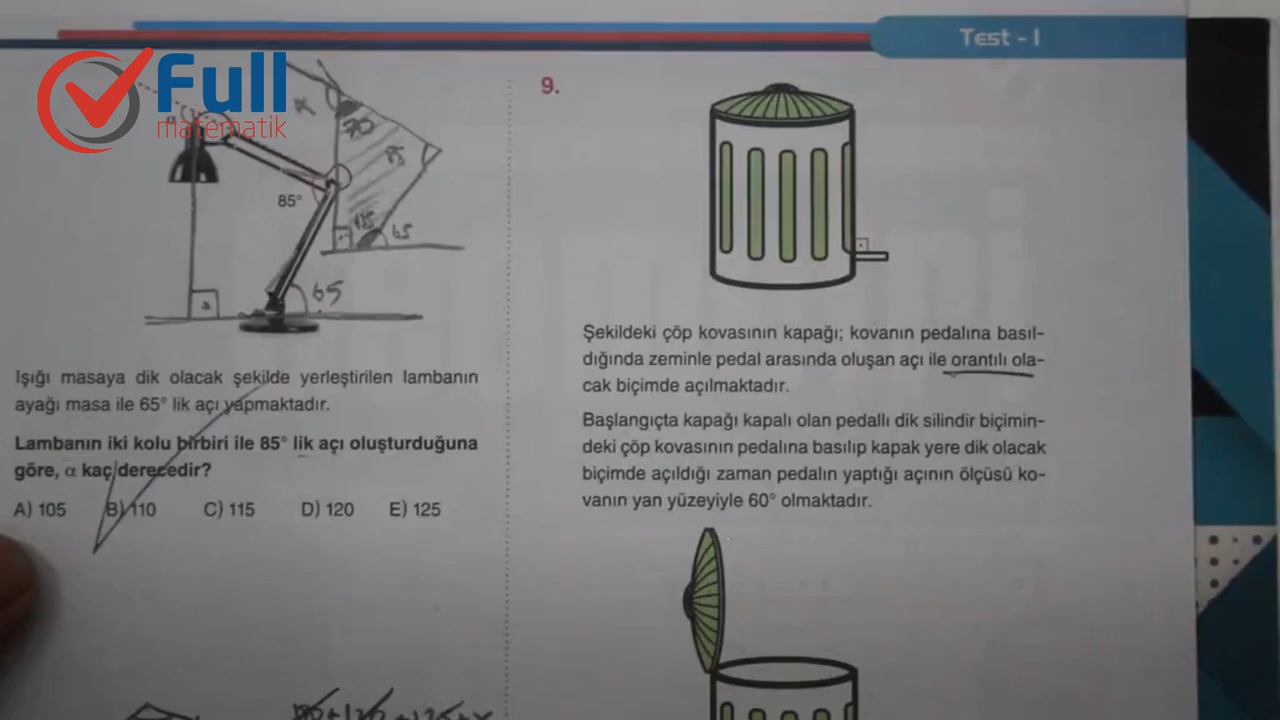 Test - 1
Full
matematik
α
70
85
85°
115
65
65
Işığı masaya dik olacak şekilde yerleştirilen lambanın
ayağı masa ile 65° lik açı yapmaktadır.
Lambanın iki kolu birbiri ile 85° lik açı oluşturduğuna
göre, α kaç derecedir?
A) 105 B) 110 C) 115 D) 120 E) 125
9.
Şekildeki çöp kovasının kapağı; kovanın pedalına basıl-
dığında zeminle pedal arasında oluşan açı ile orantılı ola-
cak biçimde açılmaktadır.
Başlangıçta kapağı kapalı olan pedallı dik silindir biçimin-
deki çöp kovasının pedalına basılıp kapak yere dik olacak
biçimde açıldığı zaman pedalın yaptığı açının ölçüsü ko-
vanın yan yüzeyiyle 60° olmaktadır.